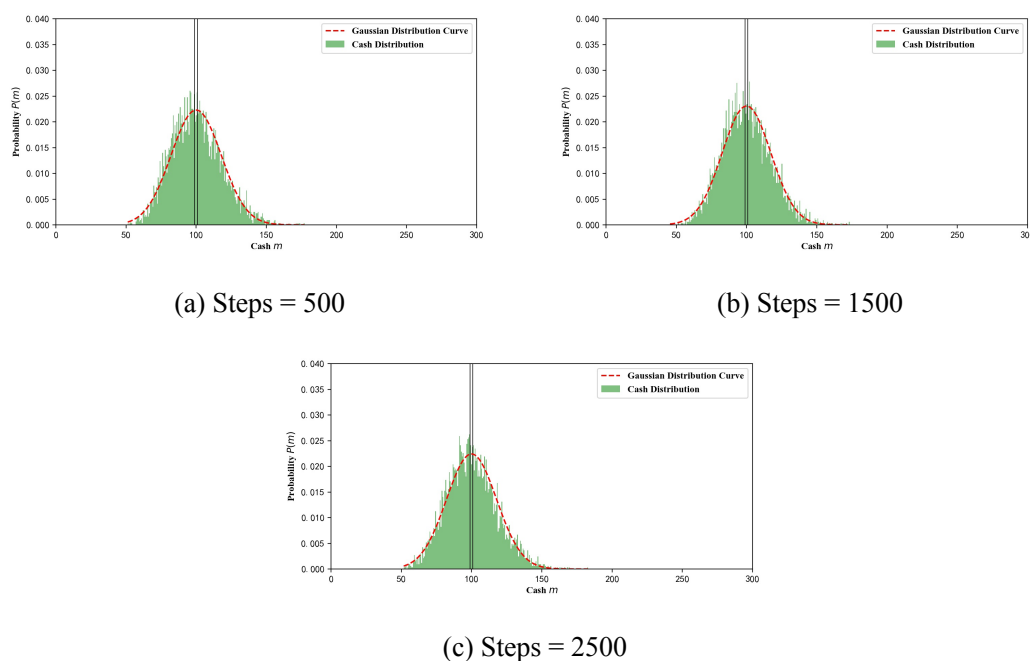 0. 040
0. 035
0. 030
0. 025
0. 020
0. 015
0. 010
0. 005
0. 000
Probability P(m)
Gaussian Distribution Curve
Cash Distribution
0 50 100 150 200 250 300
Cash m
(a) Steps = 500
0. 040
0. 035
0. 030
0. 025
0. 020
0. 015
0. 010
0. 005
0. 000
Probability P(m)
Gaussian Distribution Curve
Cash Distribution
0 50 100 150 200 250 300
Cash m
(b) Steps = 1500
0. 040
0. 035
0. 030
0. 025
0. 020
0. 015
0. 010
0. 005
0. 000
Probability P(m)
Gaussian Distribution Curve
Cash Distribution
0 50 100 150 200 250 300
Cash m
(c) Steps = 2500